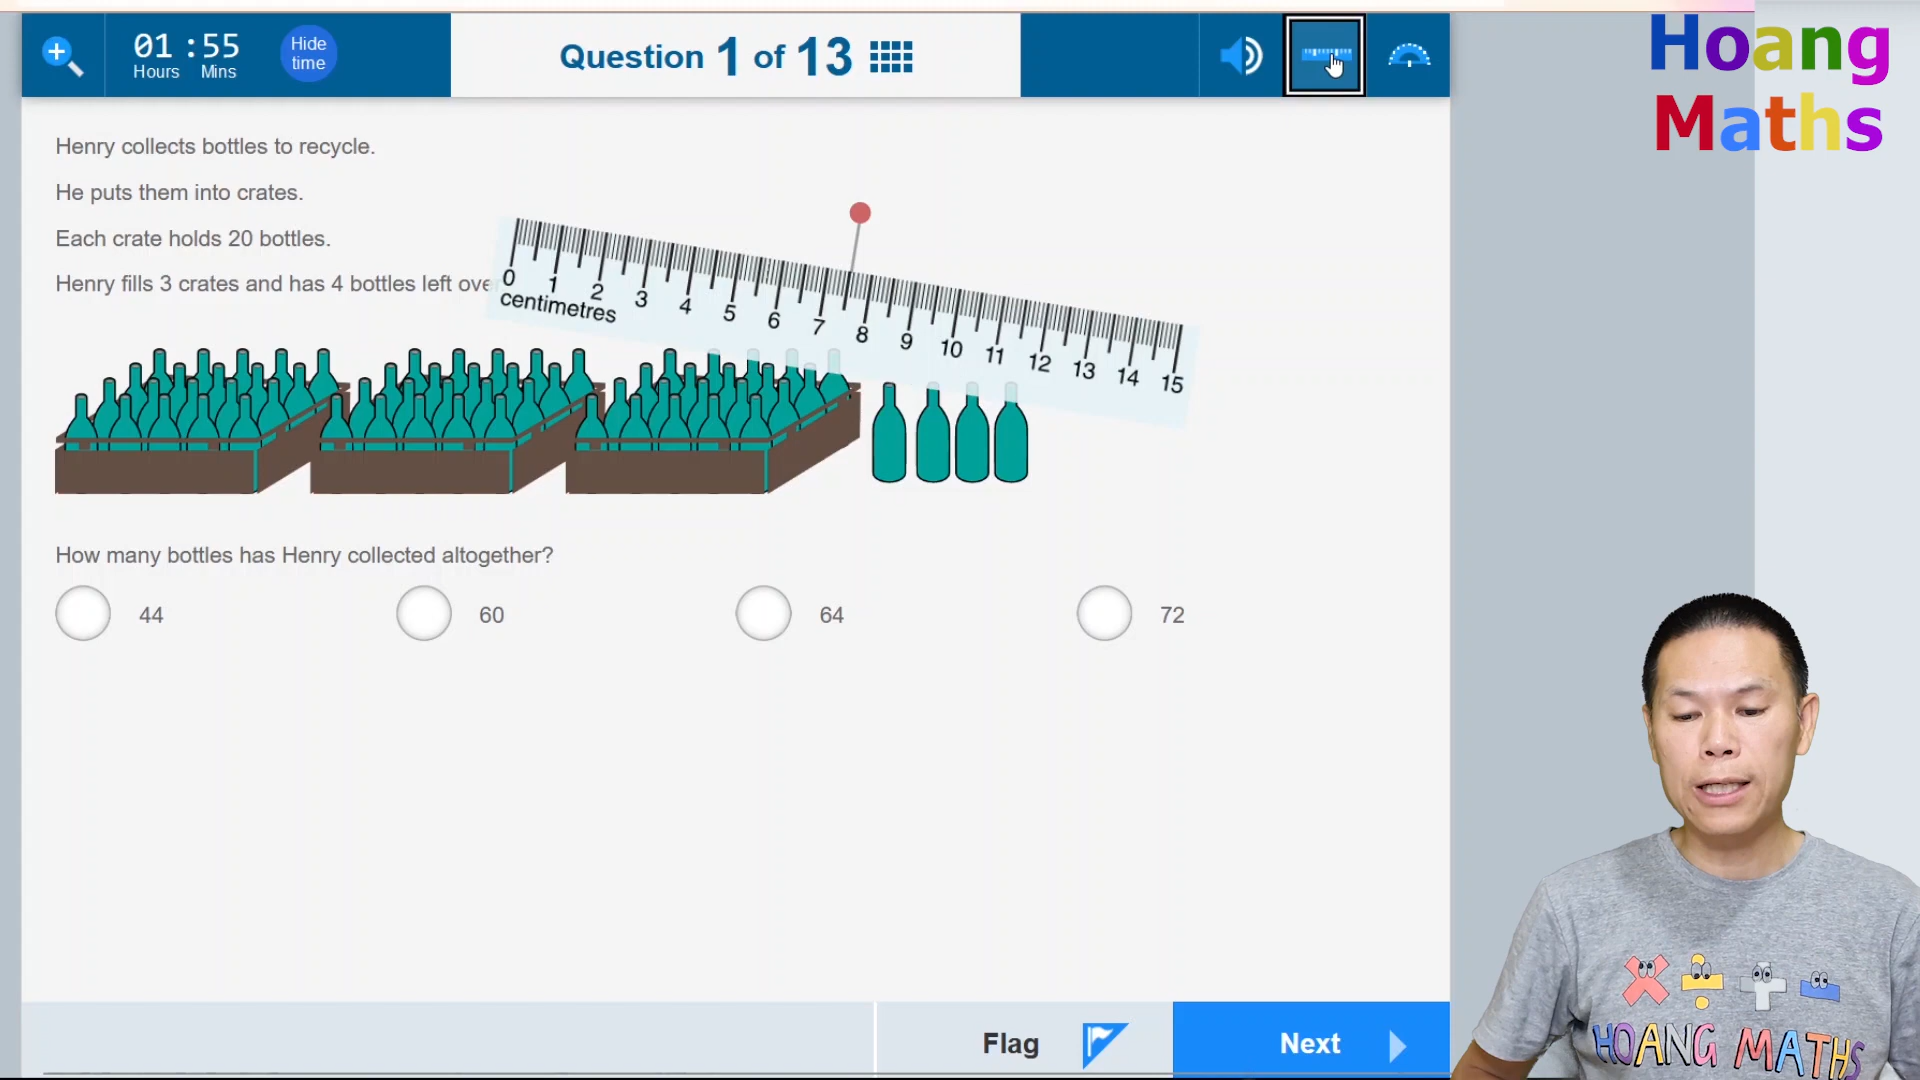 01 : 55
Hours Mins
Hide
time
Question 1 of 13
Hoang
Maths
Henry collects bottles to recycle.
He puts them into crates.
Each crate holds 20 bottles.
Henry fills 3 crates and has 4 bottles left over
0 1 2 3 4 5 6 7 8 9 10 11 12 13 14 15
centimetres
How many bottles has Henry collected altogether?
44 60 64 72
Flag Next
HOANG MATHS